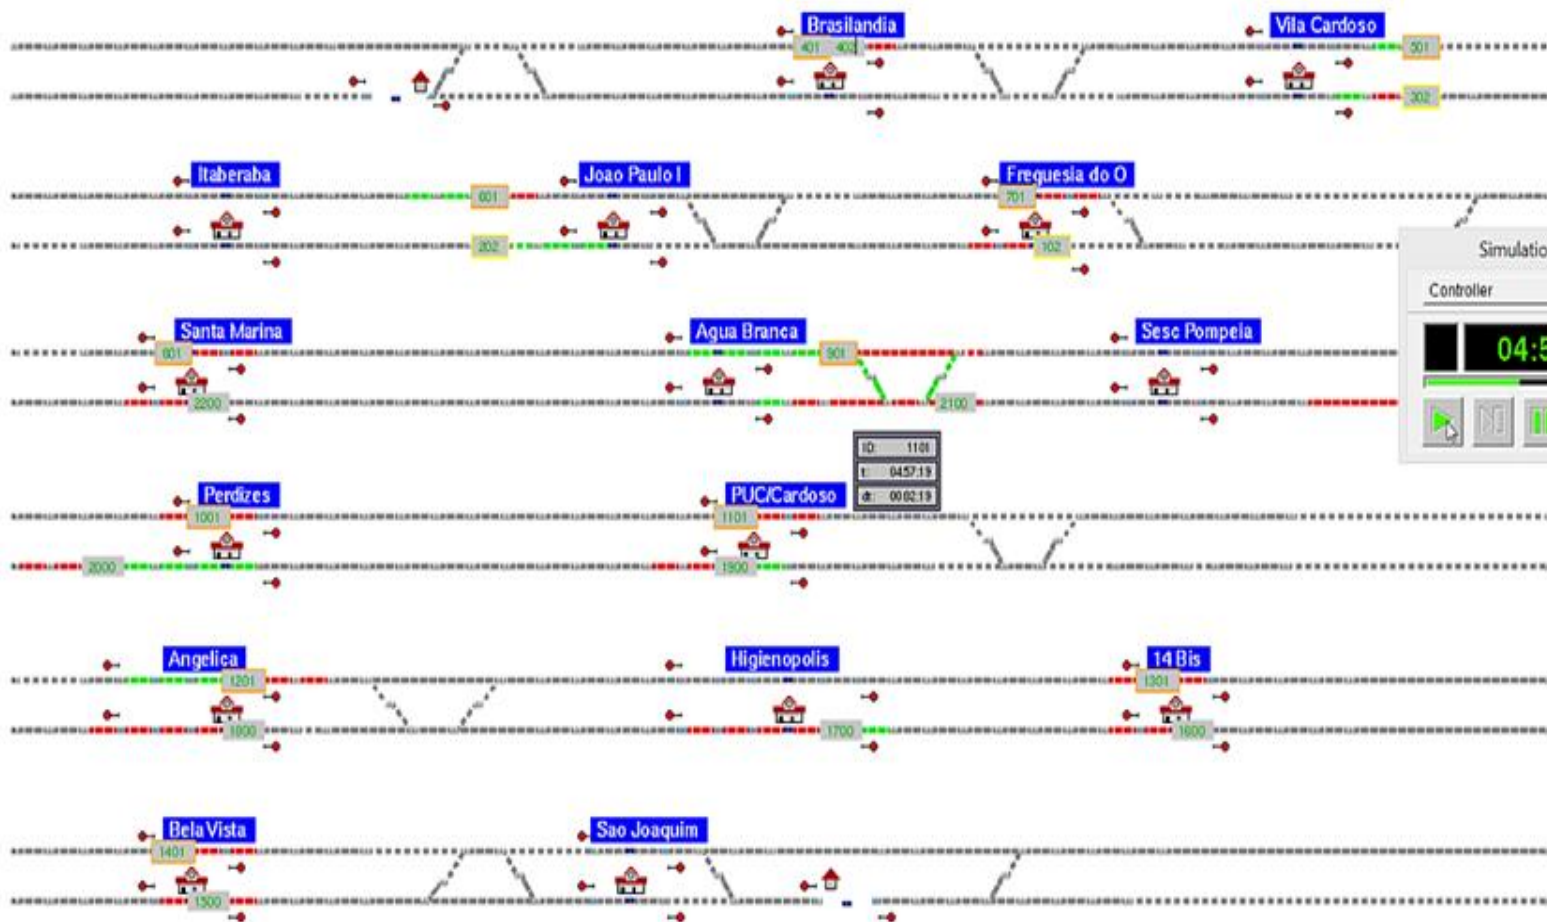 Brasilandia
Vila Cardoso
401 402
501
302
Itaberaba
Joao Paulo I
Freguesia do O
601
701
202
102
Simulatio
Controller
Santa Marina
Agua Branca
Sesc Pompeia
801
901
04:5
2200
2100
ID: 1101
t: 04:57:19
dt: 00:02:19
Perdizes
PUC/Cardoso
1001
1101
2000
1900
Angelica
Higienopolis
14 Bis
1201
1301
1800
1700
1600
Bela Vista
Sao Joaquim
1401
1500